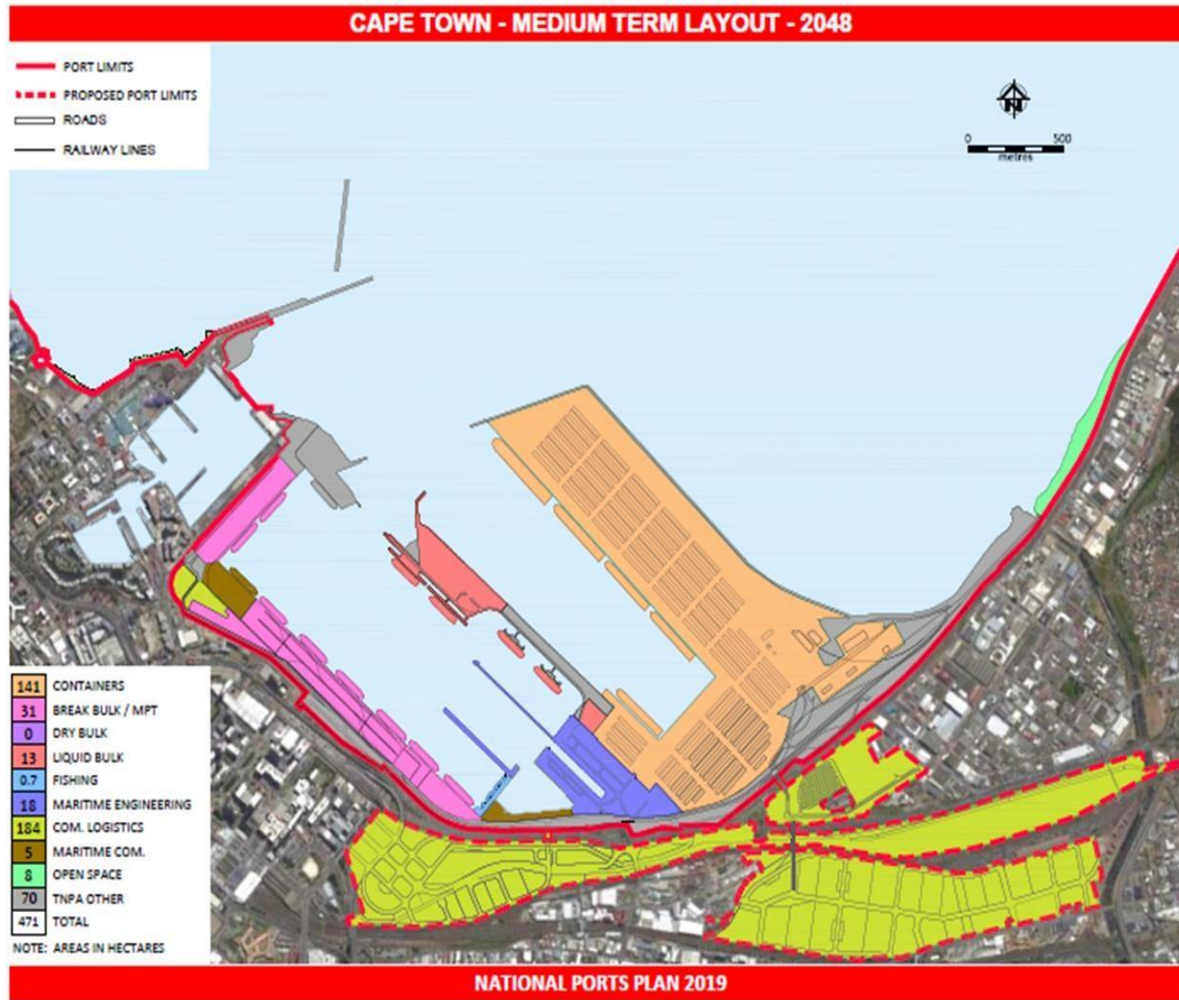 CAPE TOWN - MEDIUM TERM LAYOUT - 2048
PORT LIMITS
PROPOSED PORT LIMITS
ROADS
RAILWAY LINES
N
0 500
metres
141 CONTAINERS
31 BREAK BULK / MPT
0 DRY BULK
13 LIQUID BULK
0.7 FISHING
18 MARITIME ENGINEERING
184 COM. LOGISTICS
5 MARITIME COM.
8 OPEN SPACE
70 TNPA OTHER
471 TOTAL
NOTE: AREAS IN HECTARES
NATIONAL PORTS PLAN 2019